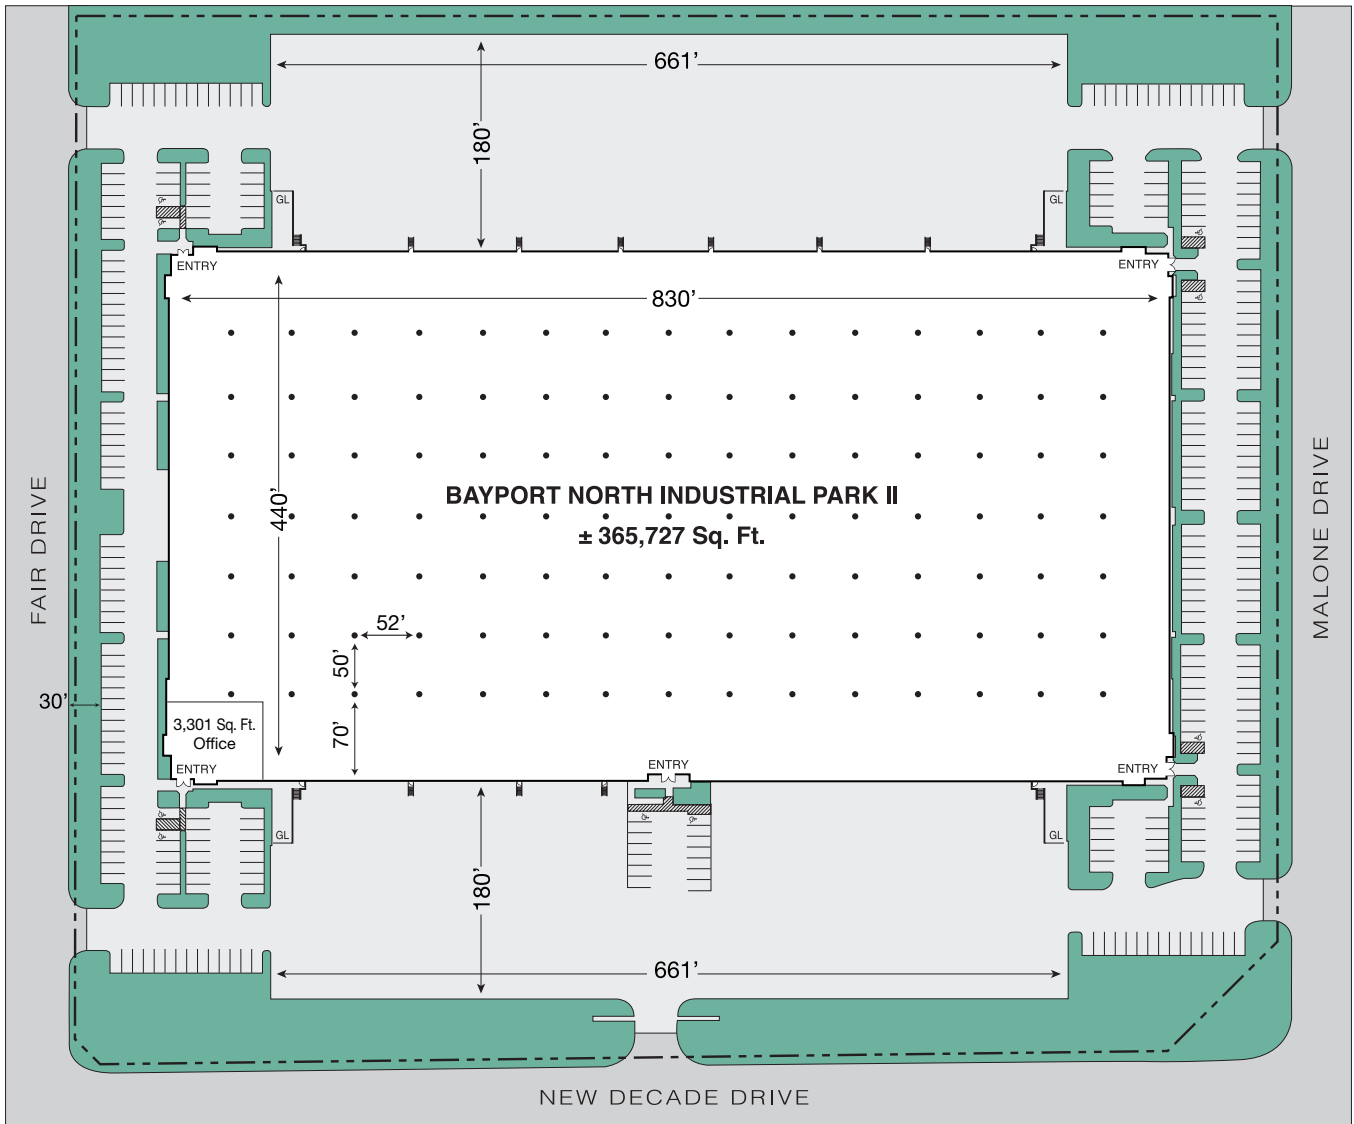 661’
180’
GL
GL
ENTRY
ENTRY
830’
440’
BAYPORT NORTH INDUSTRIAL PARK II
± 365,727 Sq. Ft.
FAIR DRIVE
MALONE DRIVE
52’
50’
30’
70’
3,301 Sq. Ft.
Office
ENTRY
ENTRY
ENTRY
GL
GL
180’
661’
NEW DECADE DRIVE